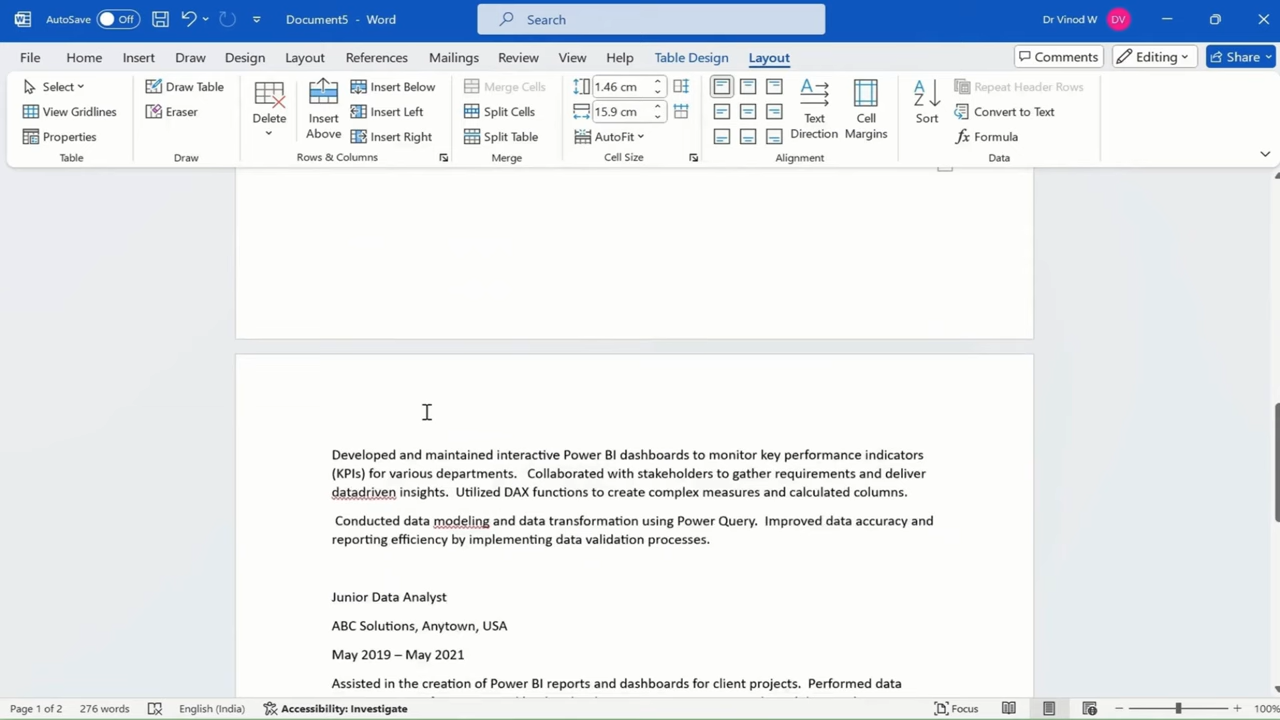 AutoSave Off Document5 - Word Search Dr Vinod W DV
File Home Insert Draw Design Layout References Mailings Review View Help Table Design Layout Comments Editing Share
Select Draw Table Delete Insert Above Insert Below Merge Cells 1.46 cm Text Direction Cell Margins Sort Repeat Header Rows
View Gridlines Eraser Insert Left Split Cells 15.9 cm Convert to Text
Properties Insert Right Split Table AutoFit Formula
Table Draw Rows & Columns Merge Cell Size Alignment Data
Developed and maintained interactive Power BI dashboards to monitor key performance indicators
(KPIs) for various departments. Collaborated with stakeholders to gather requirements and deliver
datadriven insights. Utilized DAX functions to create complex measures and calculated columns.
Conducted data modeling and data transformation using Power Query. Improved data accuracy and
reporting efficiency by implementing data validation processes.
Junior Data Analyst
ABC Solutions, Anytown, USA
May 2019 – May 2021
Assisted in the creation of Power BI reports and dashboards for client projects. Performed data
Page 1 of 2 276 words English (India) Accessibility: Investigate Focus 100%